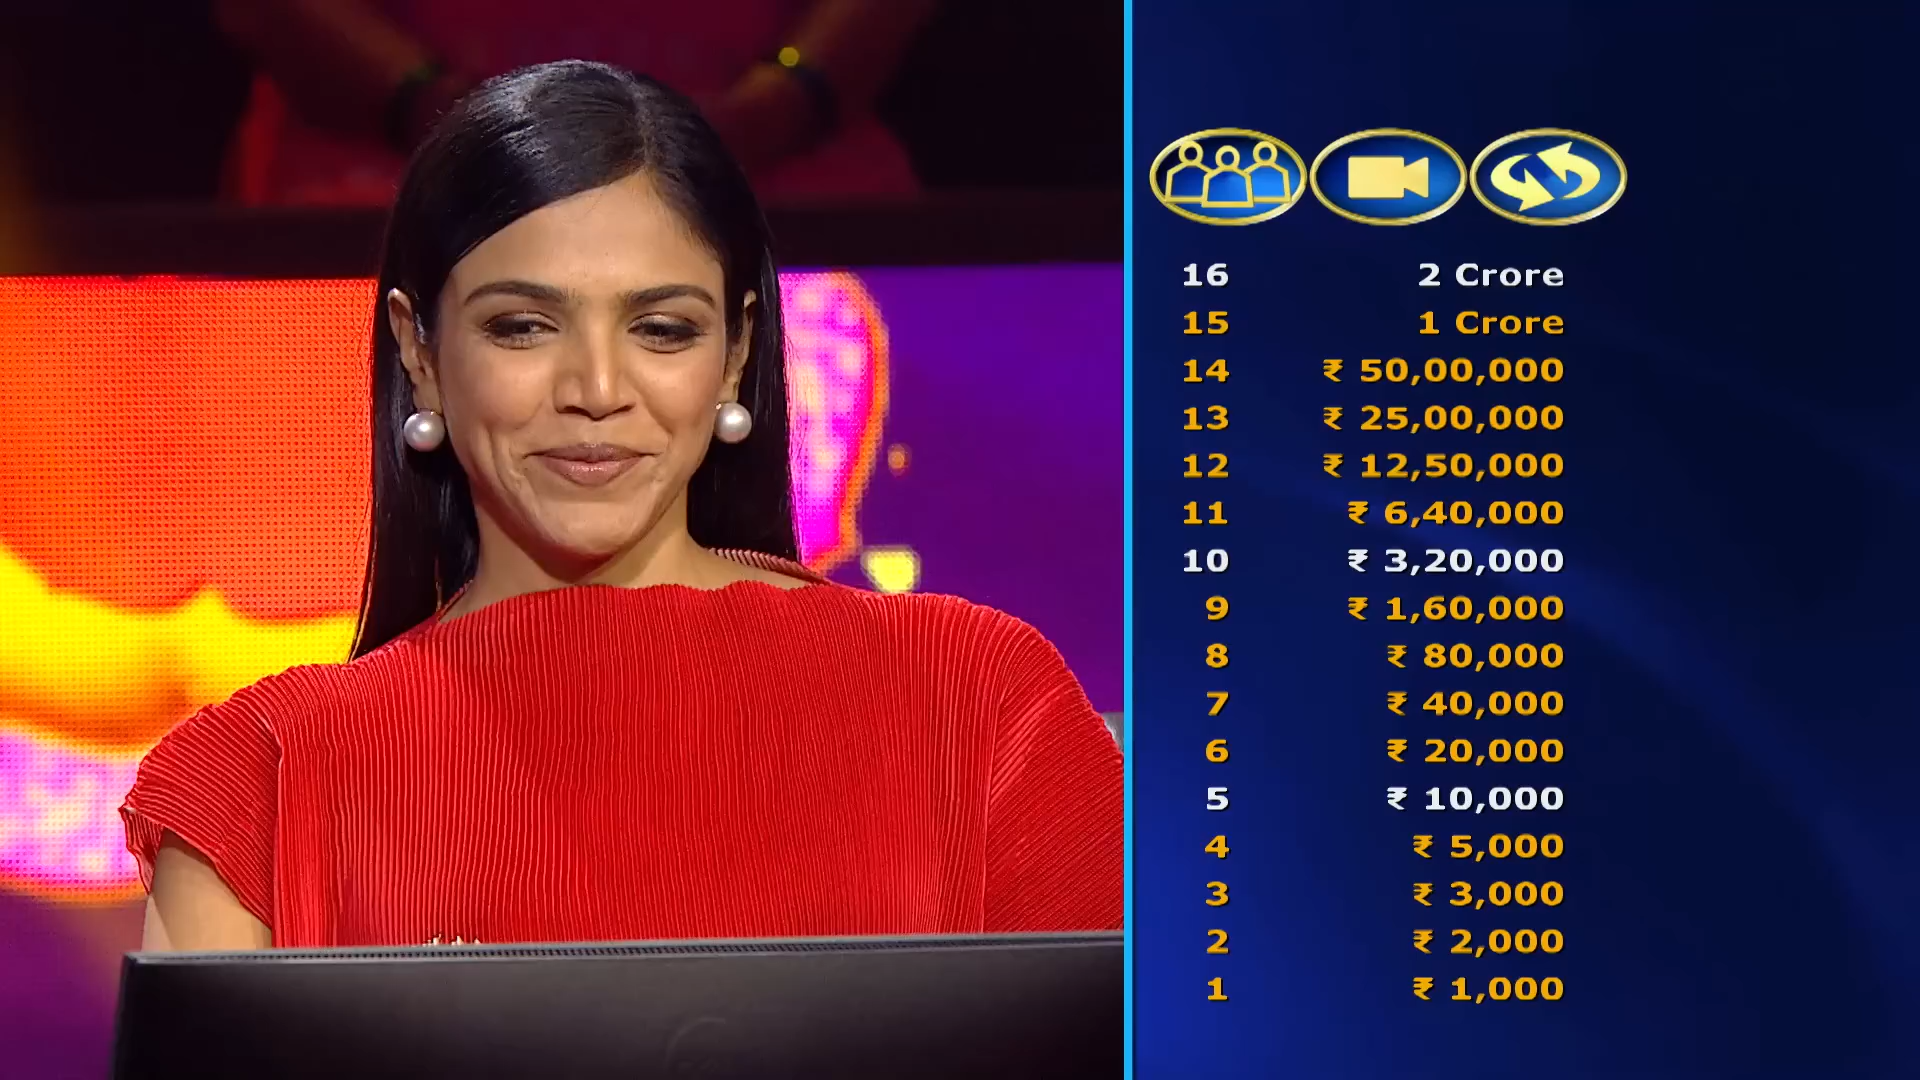 16 2 Crore
15 1 Crore
14 ₹ 50,00,000
13 ₹ 25,00,000
12 ₹ 12,50,000
11 ₹ 6,40,000
10 ₹ 3,20,000
9 ₹ 1,60,000
8 ₹ 80,000
7 ₹ 40,000
6 ₹ 20,000
5 ₹ 10,000
4 ₹ 5,000
3 ₹ 3,000
2 ₹ 2,000
1 ₹ 1,000